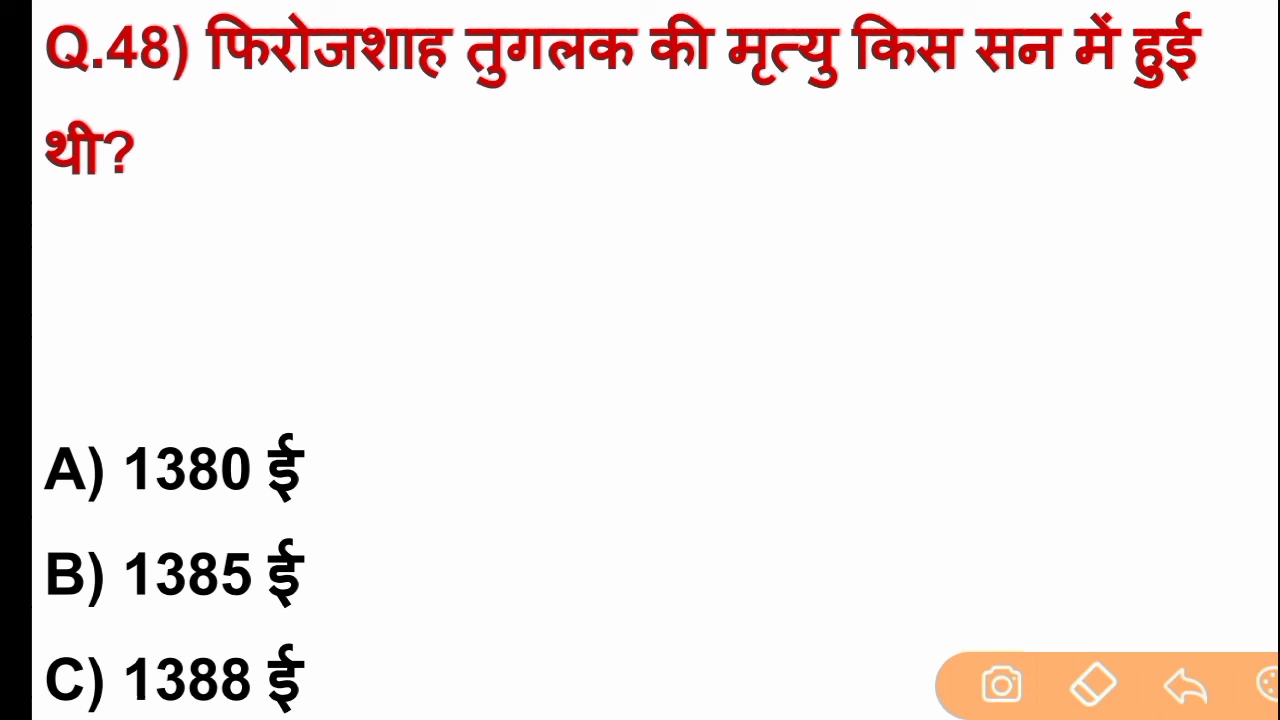 Q.48) फिरोजशाह तुगलक की मृत्यु किस सन में हुई
थी?
A) 1380 ई
B) 1385 ई
C) 1388 ई